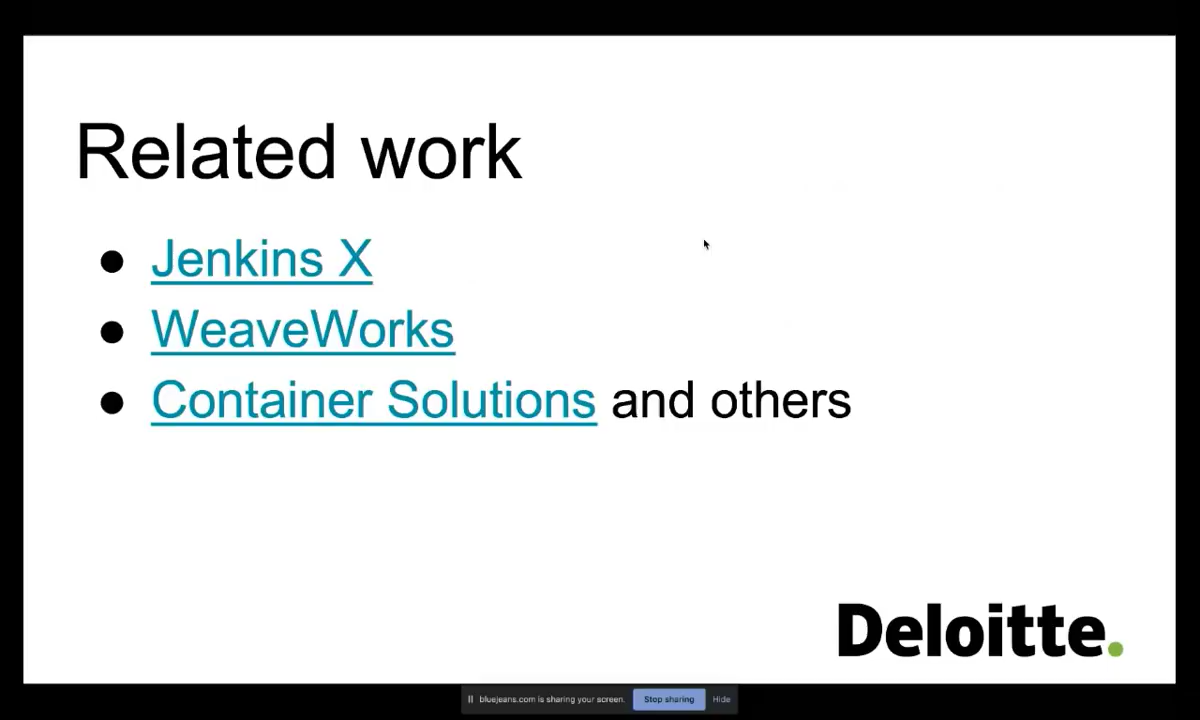 Related work
● Jenkins X
● WeaveWorks
● Container Solutions and others
Deloitte.
bluejeans.com is sharing your screen. Stop sharing Hide